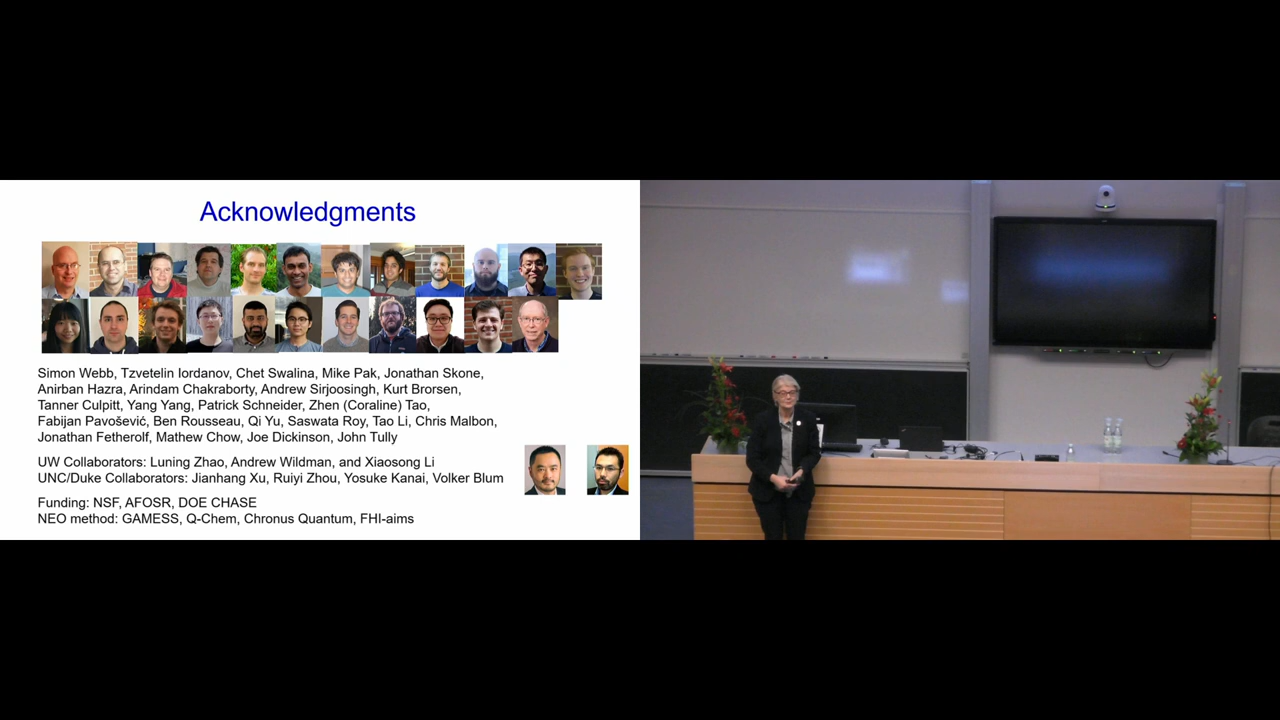 Acknowledgments
Simon Webb, Tzvetelin Iordanov, Chet Swalina, Mike Pak, Jonathan Skone,
Anirban Hazra, Arindam Chakraborty, Andrew Sirjoosingh, Kurt Brorsen,
Tanner Culpitt, Yang Yang, Patrick Schneider, Zhen (Coraline) Tao,
Fabijan Pavošević, Ben Rousseau, Qi Yu, Saswata Roy, Tao Li, Chris Malbon,
Jonathan Fetherolf, Mathew Chow, Joe Dickinson, John Tully
UW Collaborators: Luning Zhao, Andrew Wildman, and Xiaosong Li
UNC/Duke Collaborators: Jianhang Xu, Ruiyi Zhou, Yosuke Kanai, Volker Blum
Funding: NSF, AFOSR, DOE CHASE
NEO method: GAMESS, Q-Chem, Chronus Quantum, FHI-aims